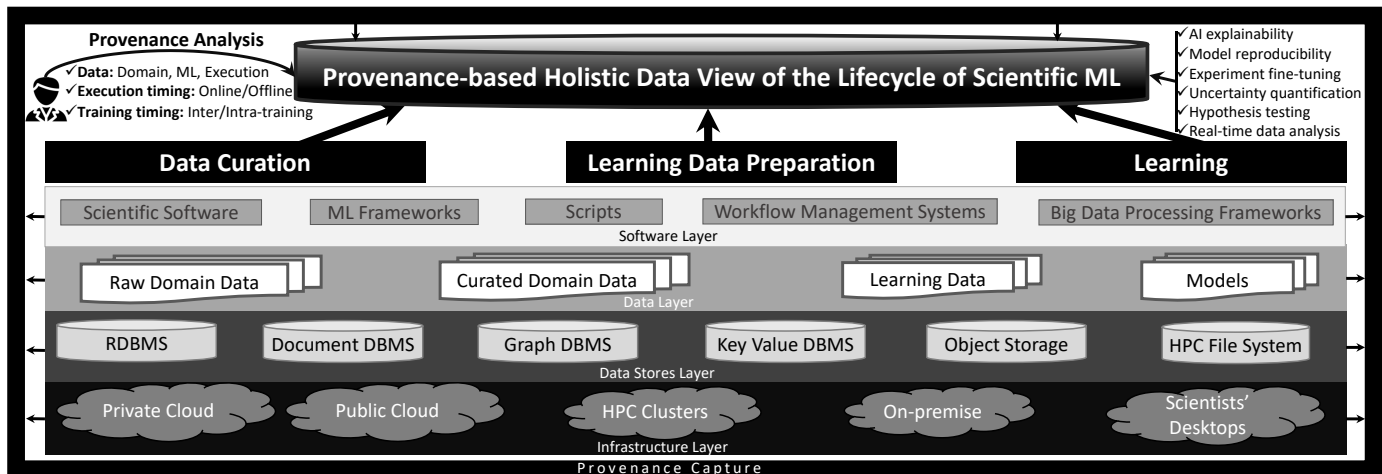 Provenance Analysis
✓Data: Domain, ML, Execution
✓Execution timing: Online/Offline
✓Training timing: Inter/Intra-training
Provenance-based Holistic Data View of the Lifecycle of Scientific ML
✓AI explainability
✓Model reproducibility
✓Experiment fine-tuning
✓Uncertainty quantification
✓Hypothesis testing
✓Real-time data analysis
Data Curation
Learning Data Preparation
Learning
Scientific Software
ML Frameworks
Scripts
Workflow Management Systems
Big Data Processing Frameworks
Software Layer
Raw Domain Data
Curated Domain Data
Learning Data
Models
Data Layer
RDBMS
Document DBMS
Graph DBMS
Key Value DBMS
Object Storage
HPC File System
Data Stores Layer
Private Cloud
Public Cloud
HPC Clusters
On-premise
Scientists'
Desktops
Infrastructure Layer
Provenance Capture